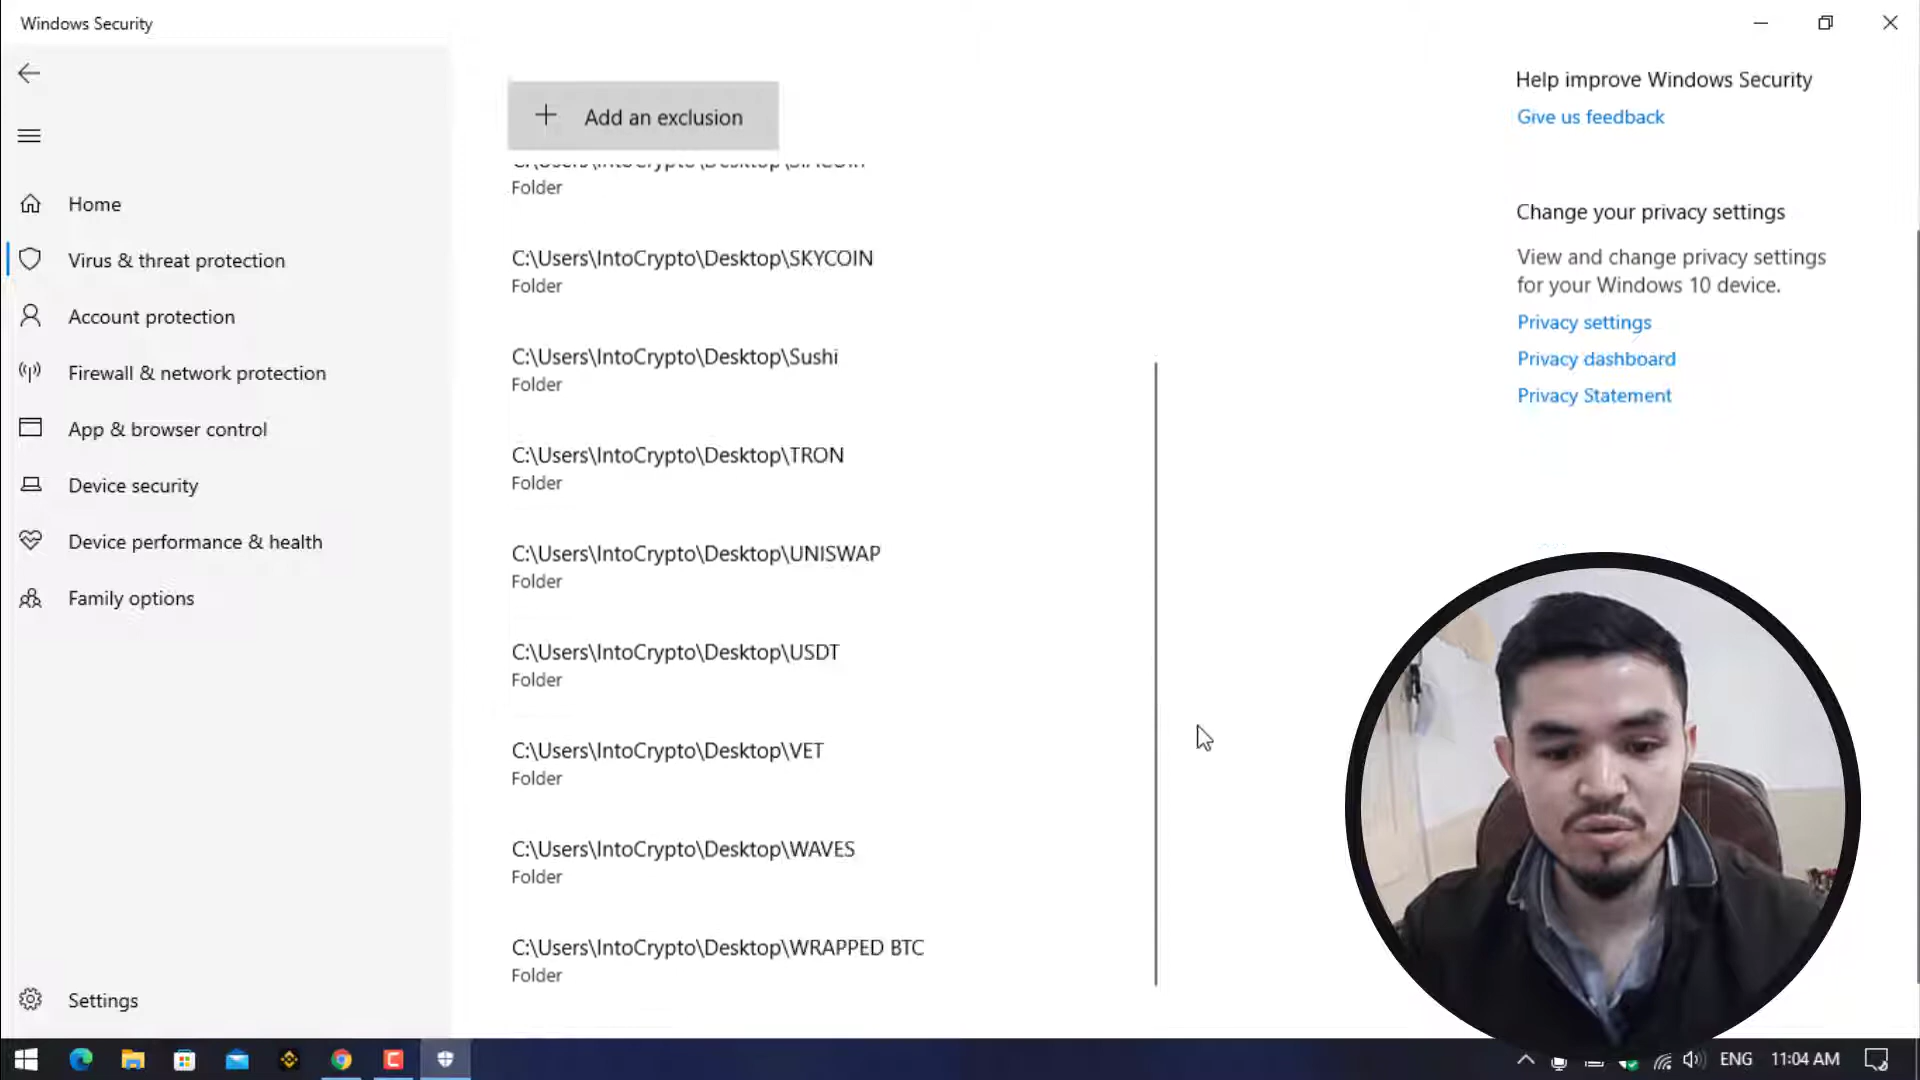 Windows Security
Home
Virus & threat protection
Account protection
Firewall & network protection
App & browser control
Device security
Device performance & health
Family options
Settings
Add an exclusion
C:\Users\IntoCrypto\Desktop\SIACOIN
Folder
C:\Users\IntoCrypto\Desktop\SKYCOIN
Folder
C:\Users\IntoCrypto\Desktop\Sushi
Folder
C:\Users\IntoCrypto\Desktop\TRON
Folder
C:\Users\IntoCrypto\Desktop\UNISWAP
Folder
C:\Users\IntoCrypto\Desktop\USDT
Folder
C:\Users\IntoCrypto\Desktop\VET
Folder
C:\Users\IntoCrypto\Desktop\WAVES
Folder
C:\Users\IntoCrypto\Desktop\WRAPPED BTC
Folder
Help improve Windows Security
Give us feedback
Change your privacy settings
View and change privacy settings
for your Windows 10 device.
Privacy settings
Privacy dashboard
Privacy Statement
ENG
11:04 AM